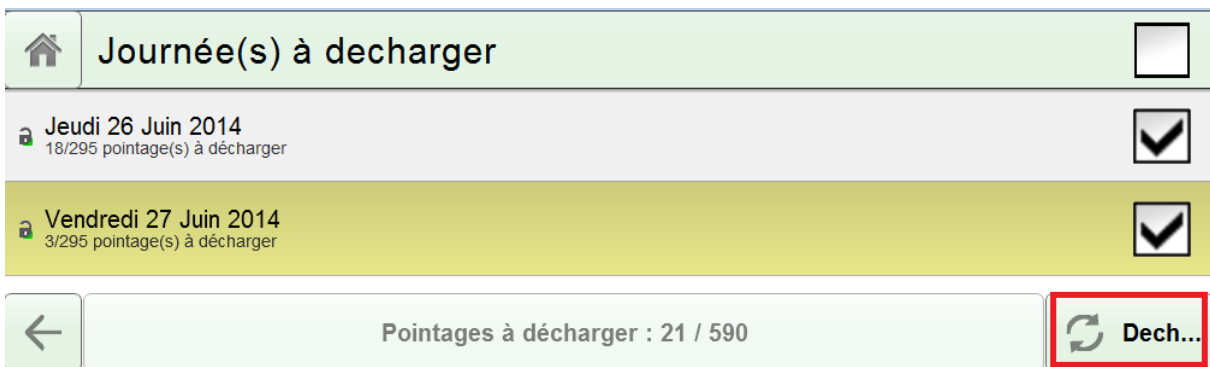 Journée(s) à decharger
Jeudi 26 Juin 2014
18/295 pointage(s) à décharger
Vendredi 27 Juin 2014
3/295 pointage(s) à décharger
Pointages à décharger : 21 / 590
Dech...